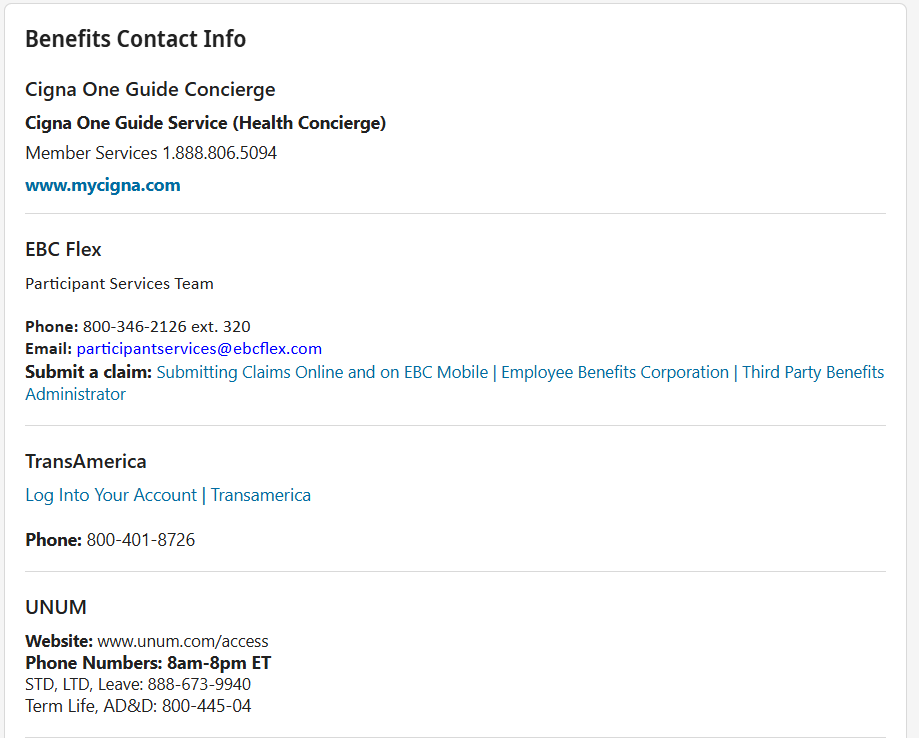 Benefits Contact Info
Cigna One Guide Concierge
Cigna One Guide Service (Health Concierge)
Member Services 1.888.806.5094
www.mycigna.com
EBC Flex
Participant Services Team
Phone: 800-346-2126 ext. 320
Email: participantservices@ebcflex.com
Submit a claim: Submitting Claims Online and on EBC Mobile | Employee Benefits Corporation | Third Party Benefits
Administrator
TransAmerica
Log Into Your Account | Transamerica
Phone: 800-401-8726
UNUM
Website: www.unum.com/access
Phone Numbers: 8am-8pm ET
STD, LTD, Leave: 888-673-9940
Term Life, AD&D: 800-445-04